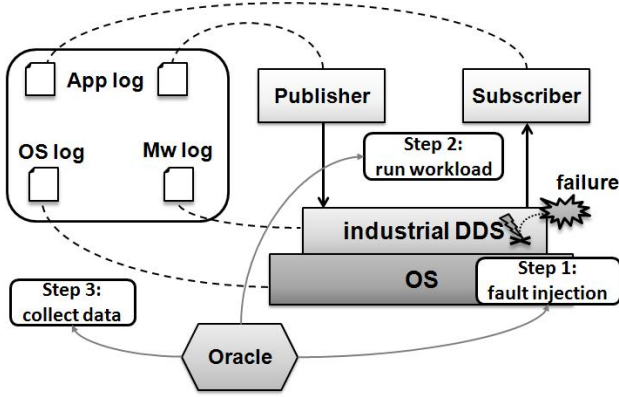 App log
Publisher
Subscriber
OS log
Mw log
Step 2:
run workload
failure
industrial DDS
OS
Step 1:
fault injection
Step 3:
collect data
Oracle